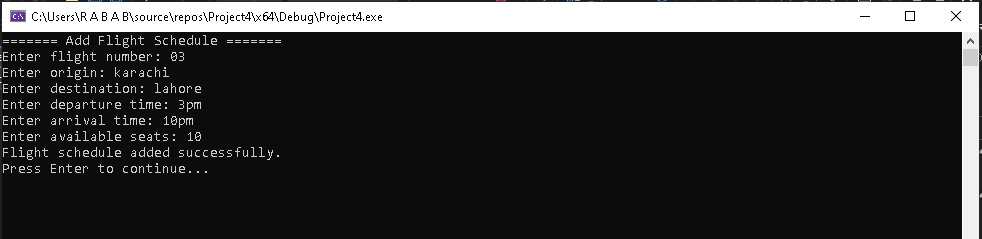 C:\Users\R A B A B\source\repos\Project4\x64\Debug\Project4.exe
======= Add Flight Schedule =======
Enter flight number: 03
Enter origin: karachi
Enter destination: lahore
Enter departure time: 3pm
Enter arrival time: 10pm
Enter available seats: 10
Flight schedule added successfully.
Press Enter to continue...